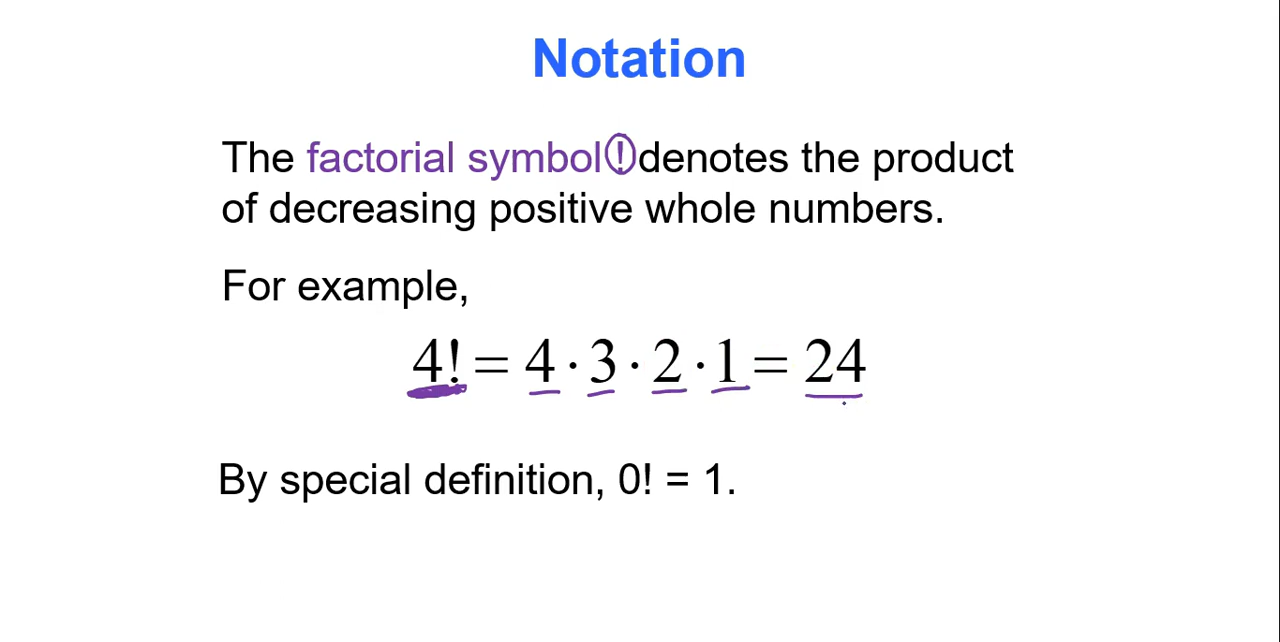 Notation
The factorial symbol ! denotes the product
of decreasing positive whole numbers.
For example,
4! = 4 · 3 · 2 · 1 = 24
By special definition, 0! = 1.